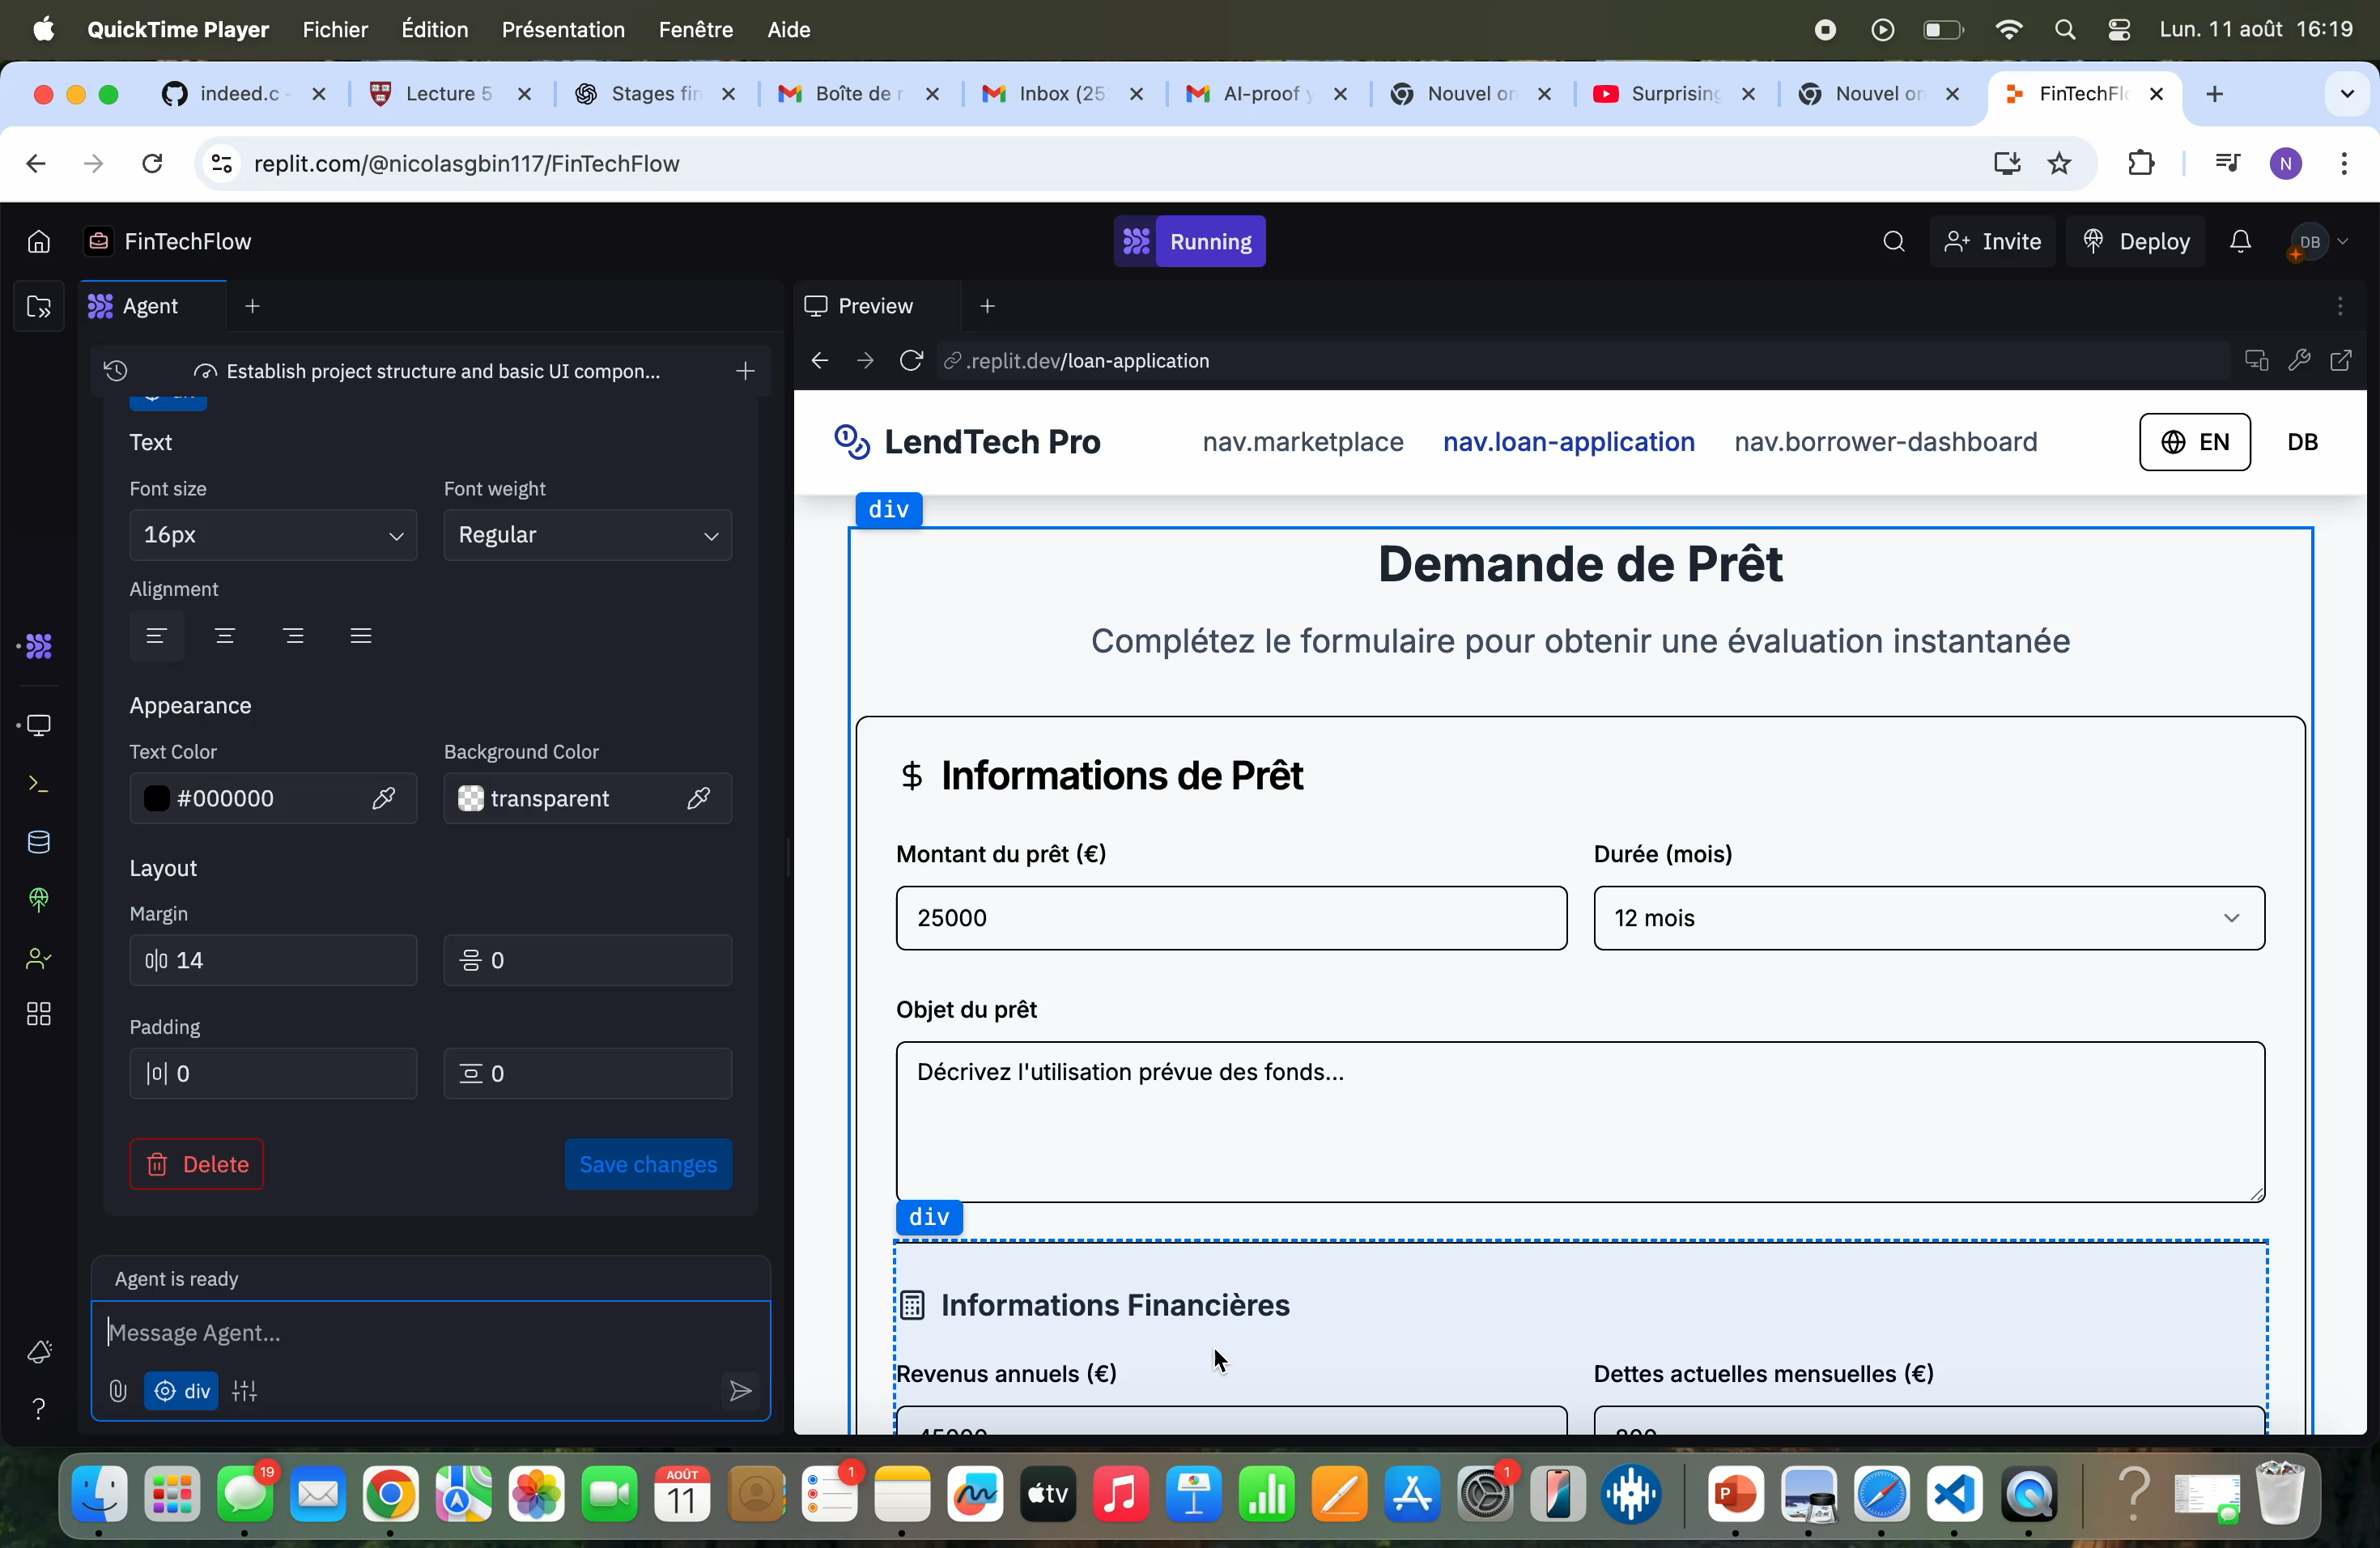 QuickTime Player Fichier Édition Présentation Fenêtre Aide Lun. 11 août 16:19
indeed.c - Lecture 5 Stages fin Boîte de r Inbox (25 AI-proof y Nouvel on Surprising Nouvel on FinTechFlo
replit.com/@nicolasgbin117/FinTechFlow N
FinTechFlow Running Invite Deploy DB
Agent Preview
Establish project structure and basic UI compon...
.replit.dev/loan-application
LendTech Pro nav.marketplace nav.loan-application nav.borrower-dashboard EN DB
Text
Font size Font weight
16px Regular
Alignment
Appearance
Text Color Background Color
#000000 transparent
Layout
Margin
14 0
Padding
0 0
Delete Save changes
Agent is ready
Message Agent...
div
div
Demande de Prêt
Complétez le formulaire pour obtenir une évaluation instantanée
$ Informations de Prêt
Montant du prêt (€) Durée (mois)
25000 12 mois
Objet du prêt
Décrivez l'utilisation prévue des fonds...
div
Informations Financières
Revenus annuels (€) Dettes actuelles mensuelles (€)
45000 800
19 AOÛT 11 1 tv 1 P ?